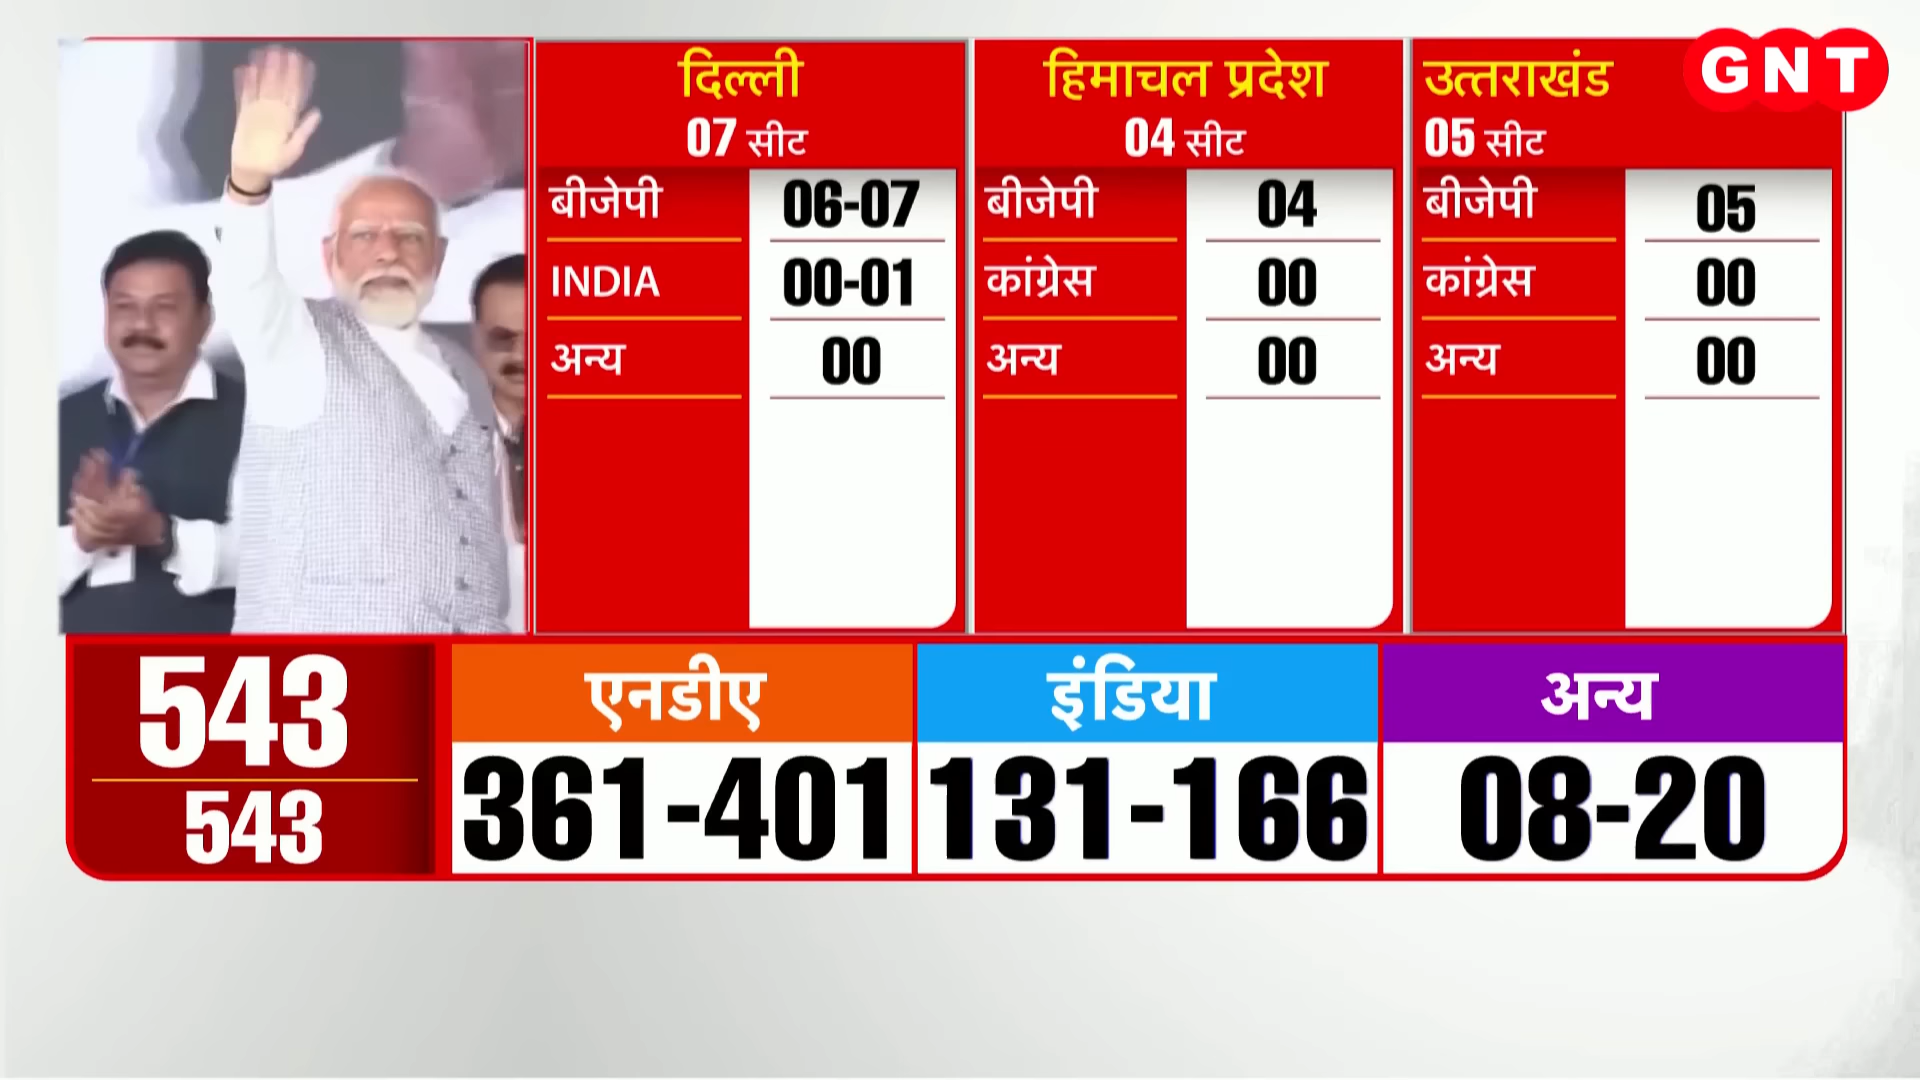 GNT
दिल्ली
07 सीट
बीजेपी 06-07
INDIA 00-01
अन्य 00
हिमाचल प्रदेश
04 सीट
बीजेपी 04
कांग्रेस 00
अन्य 00
उत्तराखंड
05 सीट
बीजेपी 05
कांग्रेस 00
अन्य 00
543
543
एनडीए
361-401
इंडिया
131-166
अन्य
08-20